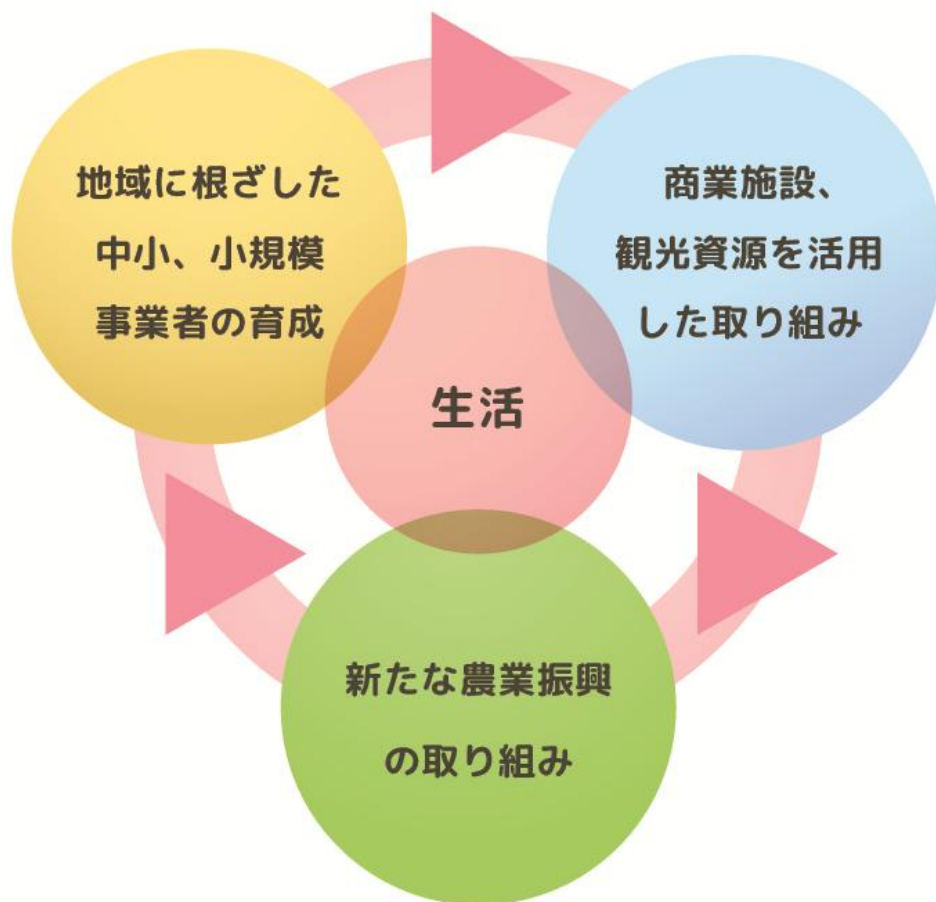 地域に根ざした
中小、小規模
事業者の育成
商業施設、
観光資源を活用
した取り組み
生活
新たな農業振興
の取り組み